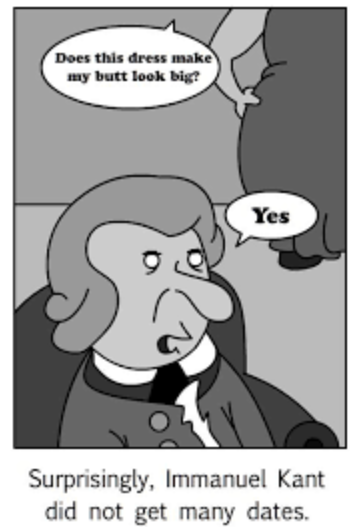 Does this dress make
my butt look big?
Yes
Surprisingly, Immanuel Kant
did not get many dates.